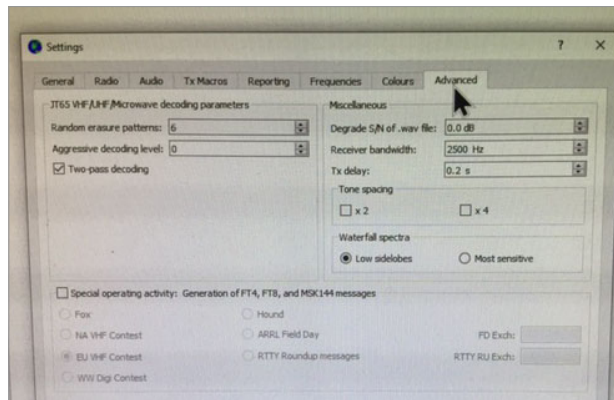 Settings ? X
General Radio Audio Tx Macros Reporting Frequencies Colours Advanced
JT65 VHF/UHF/Microwave decoding parameters
Random erasure patterns: 6
Aggressive decoding level: 0
Two-pass decoding
Miscellaneous
Degrade S/N of .wav file: 0.0 dB
Receiver bandwidth: 2500 Hz
Tx delay: 0.2 s
Tone spacing
x 2 x 4
Waterfall spectra
Low sidelobes Most sensitive
Special operating activity: Generation of FT4, FT8, and MSK144 messages
Fox Hound
NA VHF Contest ARRL Field Day FD Exch:
EU VHF Contest RTTY Roundup messages RTTY RU Exch:
WW Digi Contest